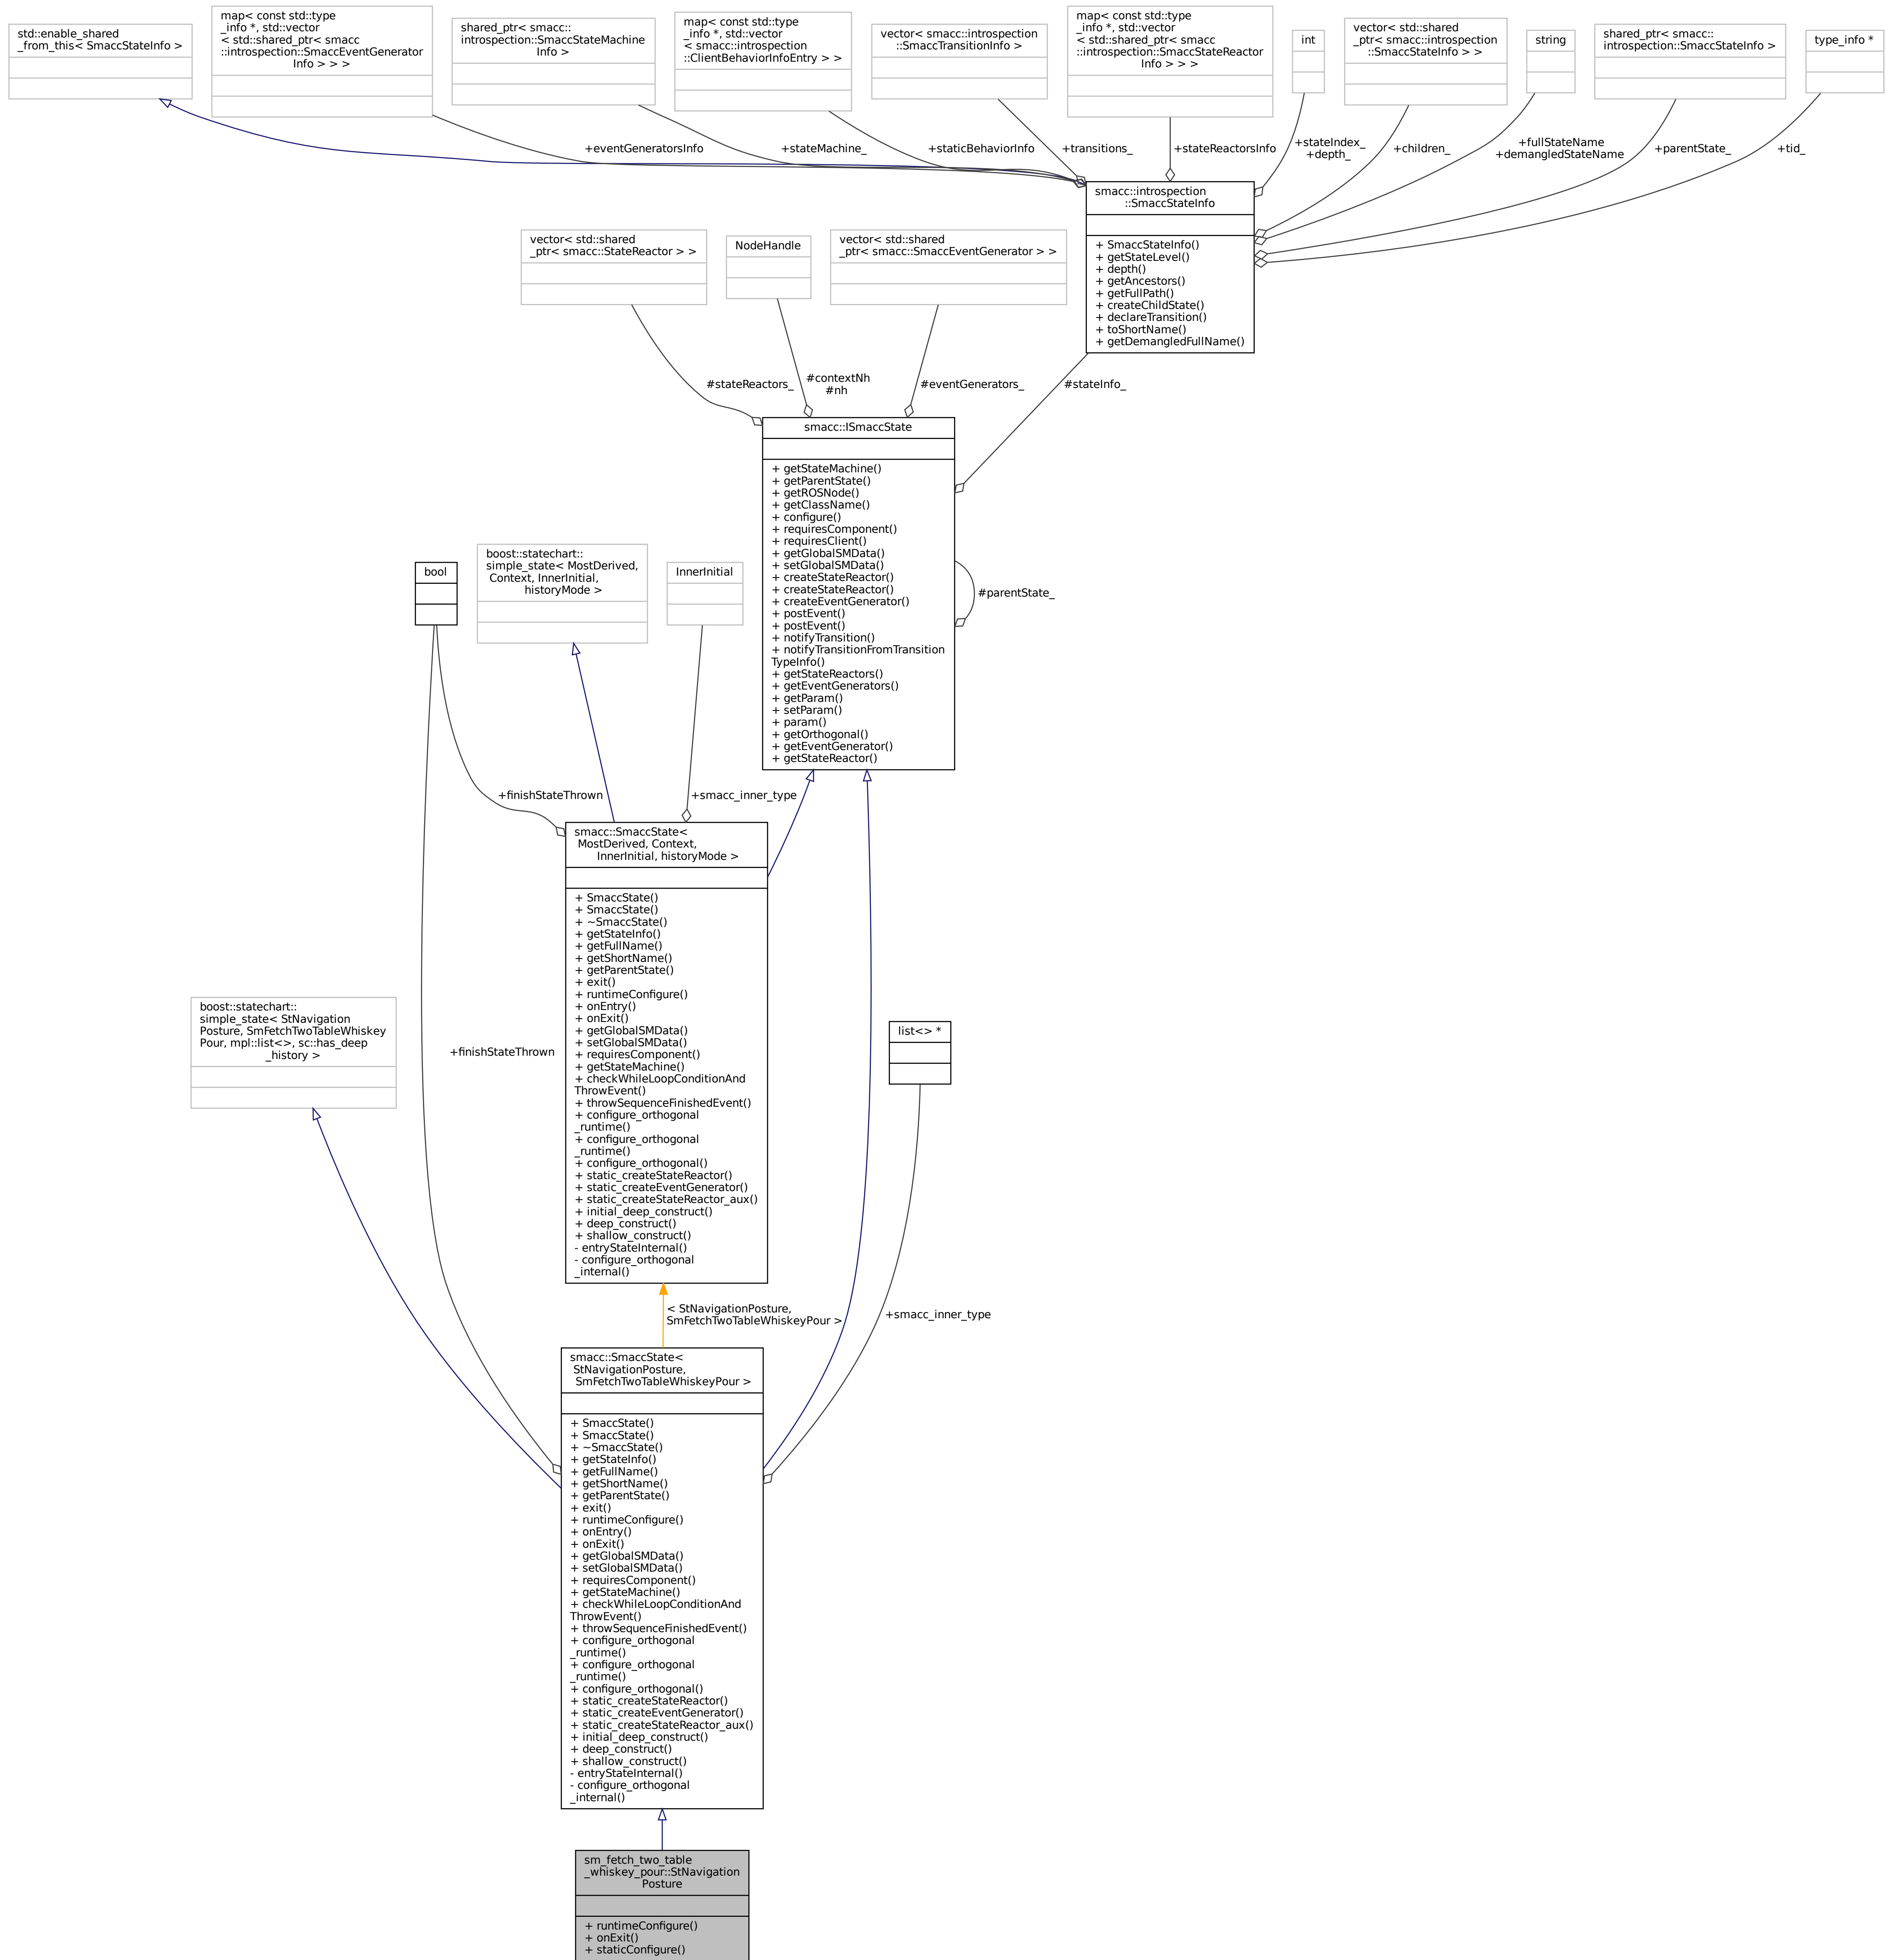 std::enable_shared
_from_this< SmaccStateInfo >
map< const std::type
_info *, std::vector
< std::shared_ptr< smacc
::introspection::SmaccEventGenerator
Info > > >
shared_ptr< smacc::
introspection::SmaccStateMachine
Info >
map< const std::type
_info *, std::vector
< smacc::introspection
::ClientBehaviorInfoEntry > >
vector< smacc::introspection
::SmaccTransitionInfo >
map< const std::type
_info *, std::vector
< std::shared_ptr< smacc
::introspection::SmaccStateReactor
Info > > >
int
vector< std::shared
_ptr< smacc::introspection
::SmaccStateInfo > >
string
shared_ptr< smacc::
introspection::SmaccStateInfo >
type_info *
+eventGeneratorsInfo
+stateMachine_
+staticBehaviorInfo
+transitions_
+stateReactorsInfo
+stateIndex_
+depth_
+children_
+fullStateName
+demangledStateName
+parentState_
+tid_
smacc::introspection
::SmaccStateInfo
+ SmaccStateInfo()
+ getStateLevel()
+ depth()
+ getAncestors()
+ getFullPath()
+ createChildState()
+ declareTransition()
+ toShortName()
+ getDemangledFullName()
vector< std::shared
_ptr< smacc::StateReactor > >
NodeHandle
vector< std::shared
_ptr< smacc::SmaccEventGenerator > >
#stateReactors_
#contextNh
#nh
#eventGenerators_
#stateInfo_
smacc::ISmaccState
+ getStateMachine()
+ getParentState()
+ getROSNode()
+ getClassName()
+ configure()
+ requiresComponent()
+ requiresClient()
+ getGlobalSMData()
+ setGlobalSMData()
+ createStateReactor()
+ createStateReactor()
+ createEventGenerator()
+ postEvent()
+ postEvent()
+ notifyTransition()
+ notifyTransitionFromTransition
TypeInfo()
+ getStateReactors()
+ getEventGenerators()
+ getParam()
+ setParam()
+ param()
+ getOrthogonal()
+ getEventGenerator()
+ getStateReactor()
#parentState_
bool
boost::statechart::
simple_state< MostDerived,
Context, InnerInitial,
historyMode >
InnerInitial
+finishStateThrown
+smacc_inner_type
smacc::SmaccState<
MostDerived, Context,
InnerInitial, historyMode >
+ SmaccState()
+ SmaccState()
+ ~SmaccState()
+ getStateInfo()
+ getFullName()
+ getShortName()
+ getParentState()
+ exit()
+ runtimeConfigure()
+ onEntry()
+ onExit()
+ getGlobalSMData()
+ setGlobalSMData()
+ requiresComponent()
+ getStateMachine()
+ checkWhileLoopConditionAnd
ThrowEvent()
+ throwSequenceFinishedEvent()
+ configure_orthogonal
_runtime()
+ configure_orthogonal
_runtime()
+ configure_orthogonal()
+ static_createStateReactor()
+ static_createEventGenerator()
+ static_createStateReactor_aux()
+ initial_deep_construct()
+ deep_construct()
+ shallow_construct()
- entryStateInternal()
- configure_orthogonal
_internal()
boost::statechart::
simple_state< StNavigation
Posture, SmFetchTwoTableWhiskey
Pour, mpl::list<>, sc::has_deep
_history >
+finishStateThrown
list<> *
< StNavigationPosture,
SmFetchTwoTableWhiskeyPour >
+smacc_inner_type
smacc::SmaccState<
StNavigationPosture,
SmFetchTwoTableWhiskeyPour >
+ SmaccState()
+ SmaccState()
+ ~SmaccState()
+ getStateInfo()
+ getFullName()
+ getShortName()
+ getParentState()
+ exit()
+ runtimeConfigure()
+ onEntry()
+ onExit()
+ getGlobalSMData()
+ setGlobalSMData()
+ requiresComponent()
+ getStateMachine()
+ checkWhileLoopConditionAnd
ThrowEvent()
+ throwSequenceFinishedEvent()
+ configure_orthogonal
_runtime()
+ configure_orthogonal
_runtime()
+ configure_orthogonal()
+ static_createStateReactor()
+ static_createEventGenerator()
+ static_createStateReactor_aux()
+ initial_deep_construct()
+ deep_construct()
+ shallow_construct()
- entryStateInternal()
- configure_orthogonal
_internal()
sm_fetch_two_table
_whiskey_pour::StNavigation
Posture
+ runtimeConfigure()
+ onExit()
+ staticConfigure()